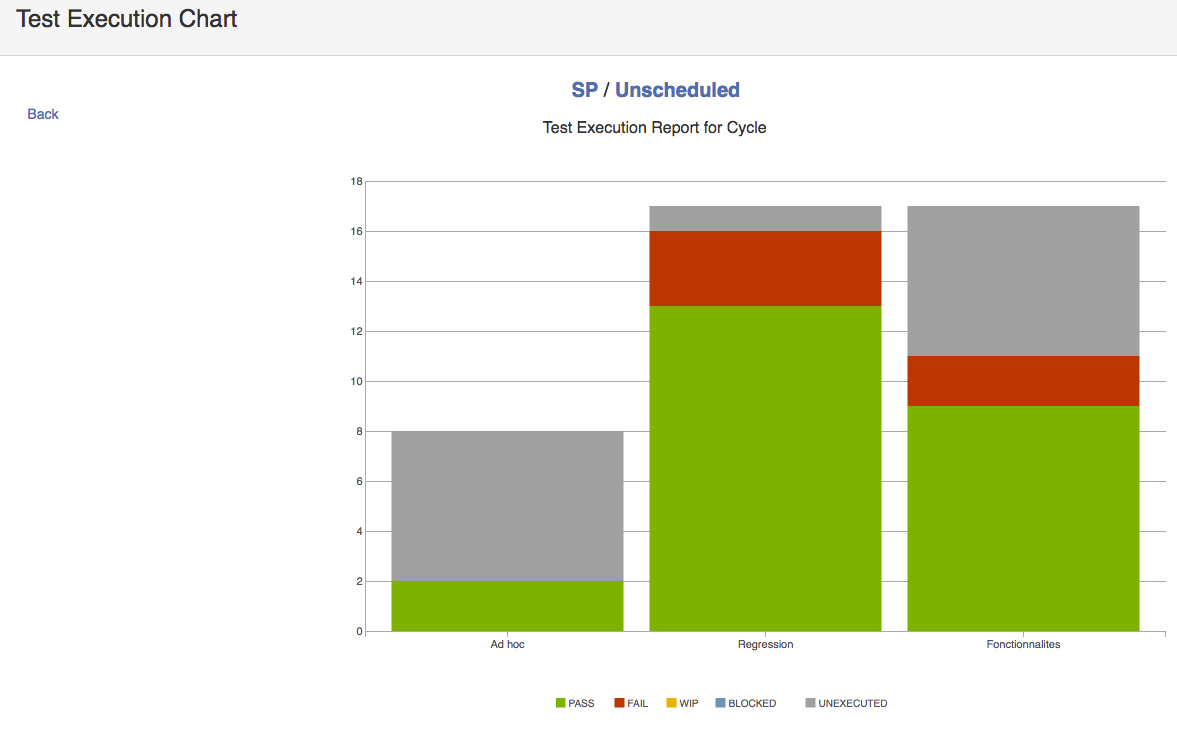 Test Execution Chart
SP / Unscheduled
Back
Test Execution Report for Cycle
18
16
14
12
10
8
6
4
2
0
Ad hoc Regression Fonctionnalites
PASS FAIL WIP BLOCKED UNEXECUTED